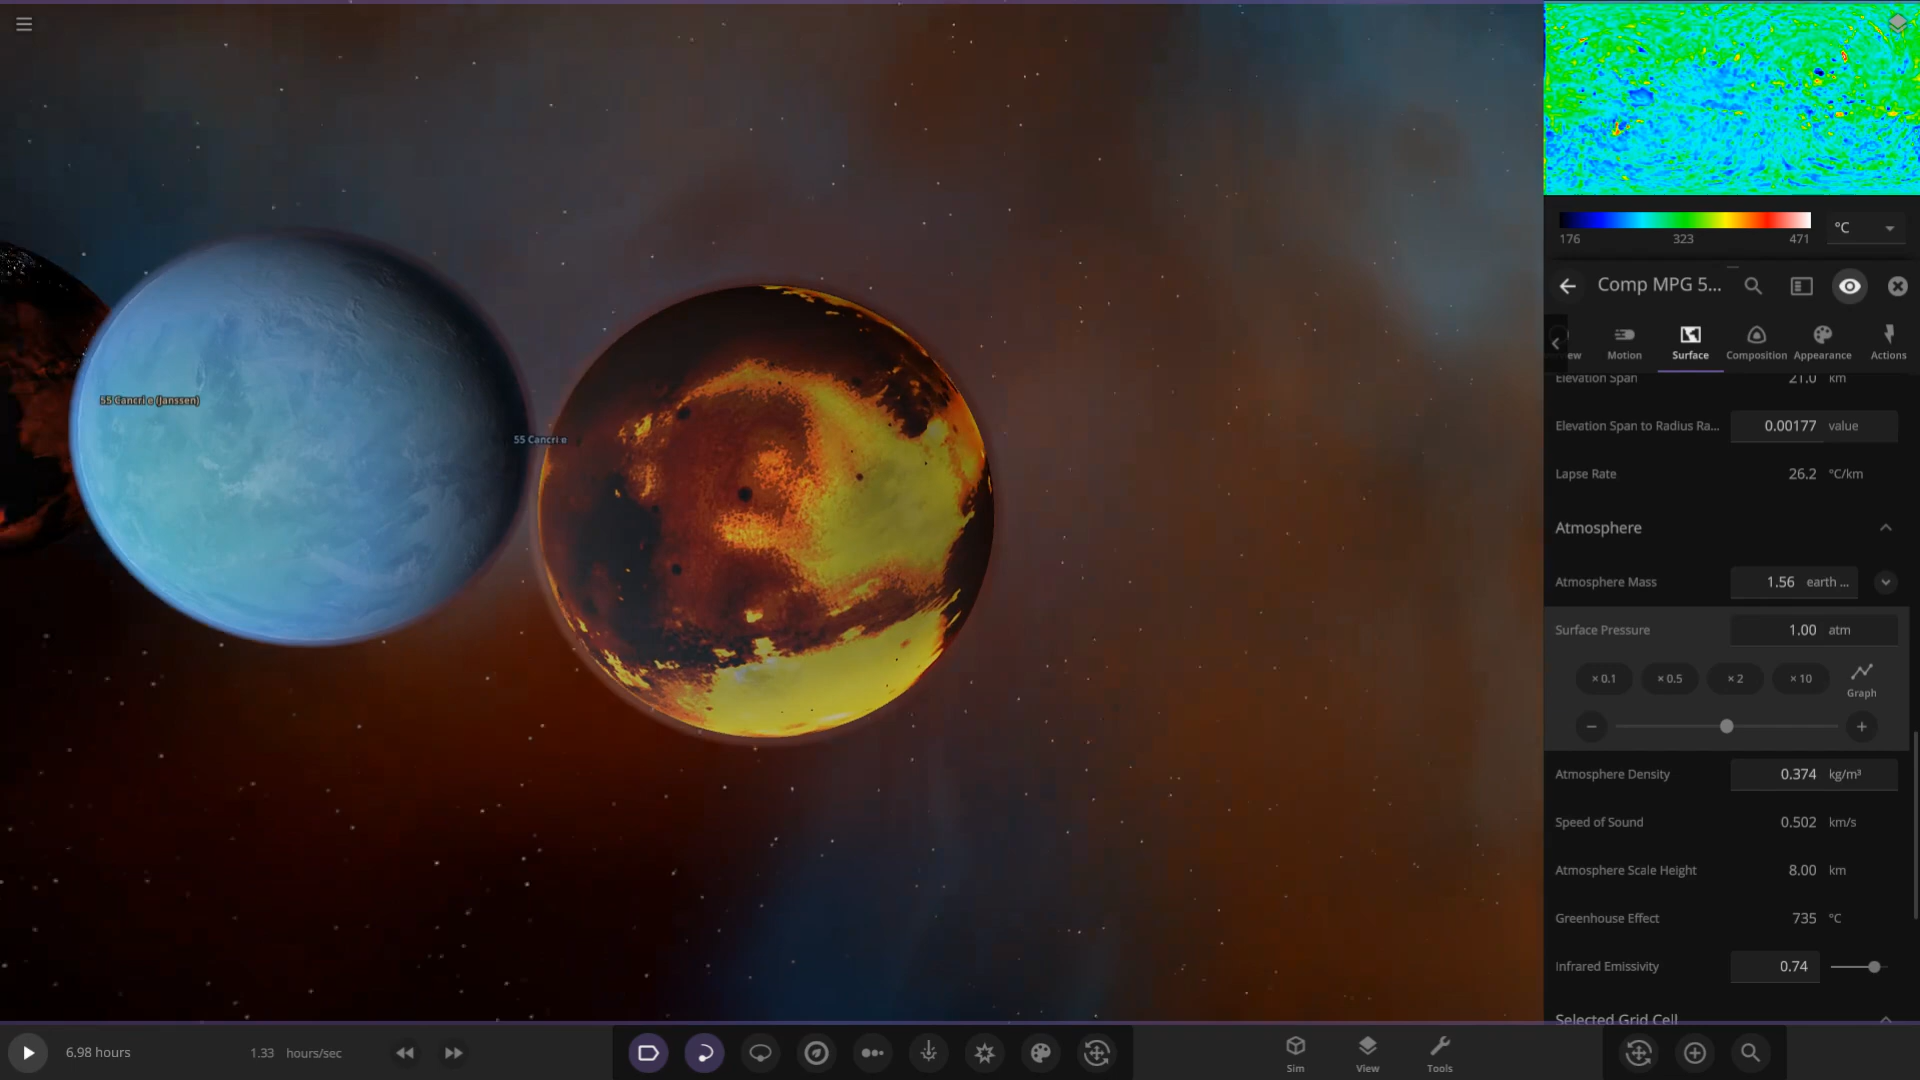 55 Cancri e (Janssen)
55 Cancri e
176 323 471
°C
Comp MPG 5...
Motion Surface Composition Appearance Actions
Elevation Span 21.0 km
Elevation Span to Radius Ra... 0.00177 value
Lapse Rate 26.2 °C/km
Atmosphere
Atmosphere Mass 1.56 earth ...
Surface Pressure 1.00 atm
× 0.1 × 0.5 × 2 × 10 Graph
Atmosphere Density 0.374 kg/m³
Speed of Sound 0.502 km/s
Atmosphere Scale Height 8.00 km
Greenhouse Effect 735 °C
Infrared Emissivity 0.74
Selected Grid Cell
6.98 hours 1.33 hours/sec
Sim View Tools